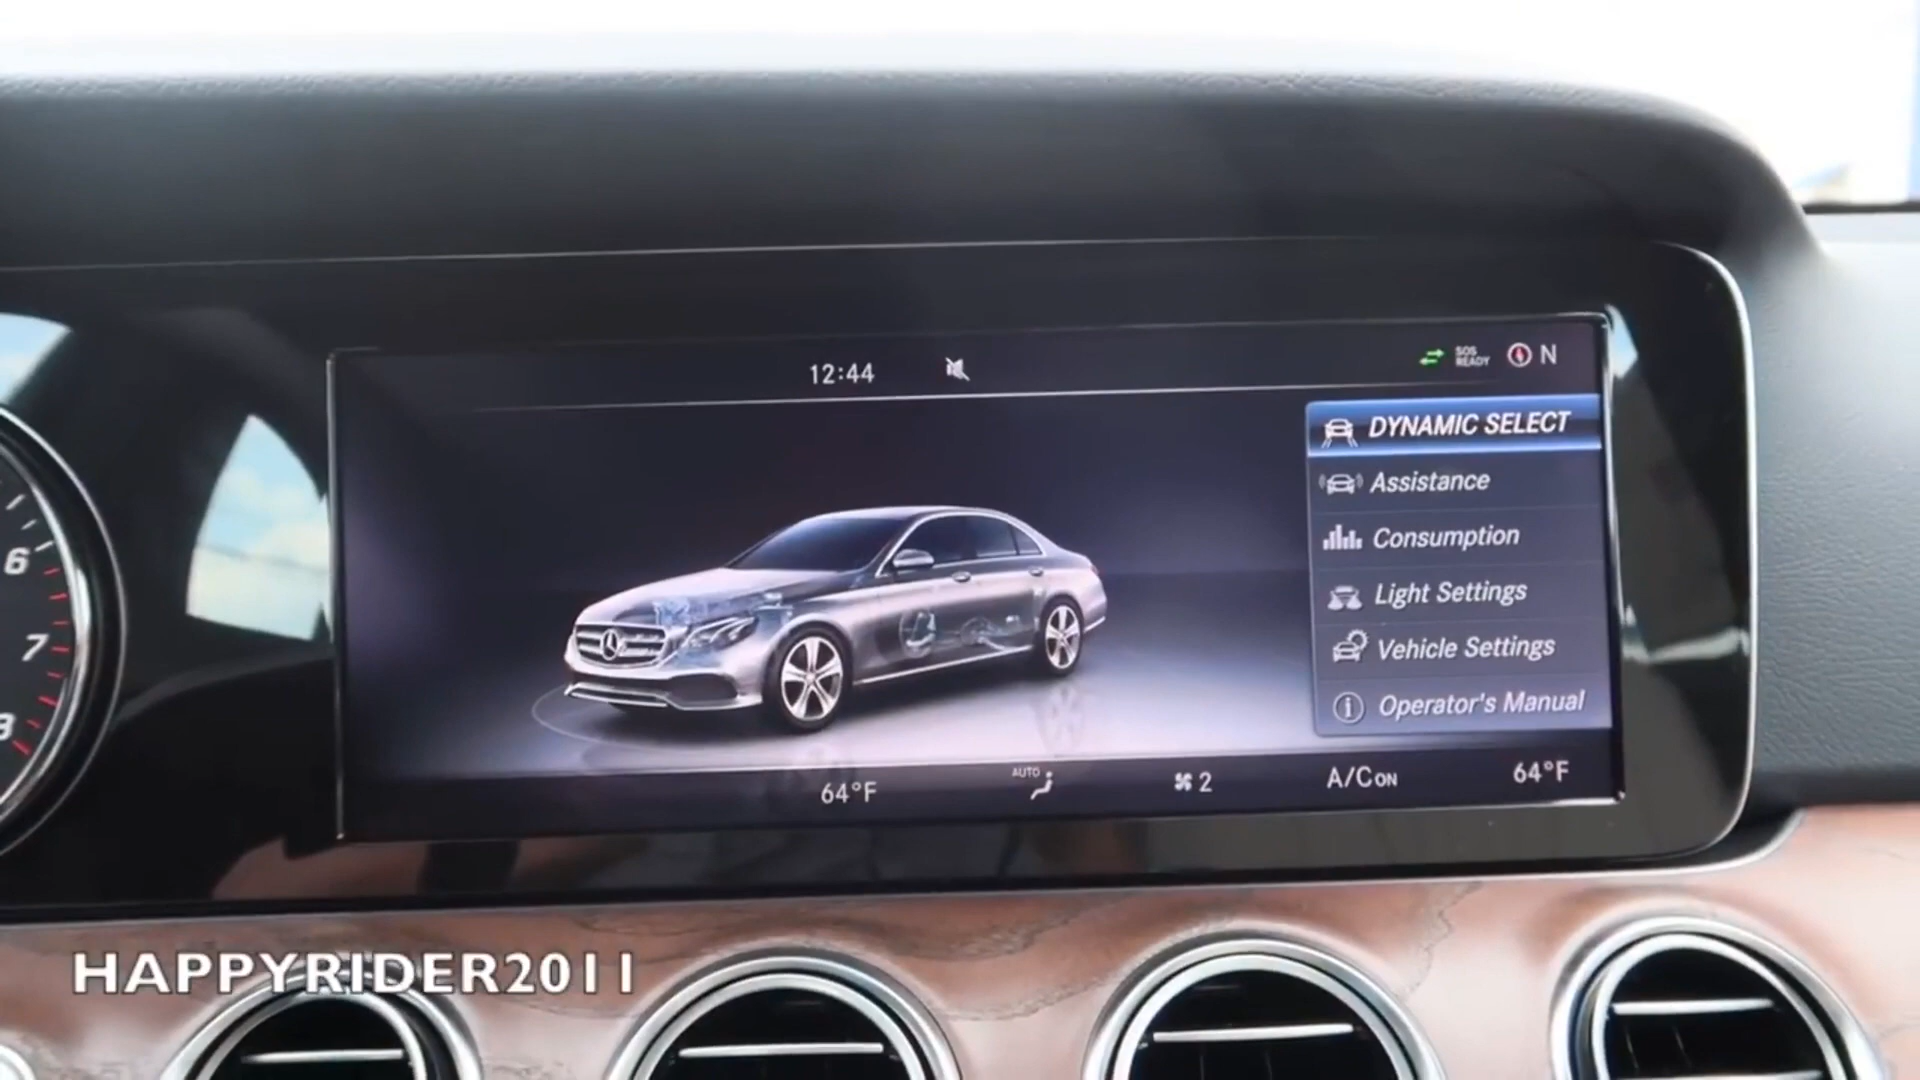 12:44
SOS
READY
N
DYNAMIC SELECT
Assistance
Consumption
Light Settings
Vehicle Settings
Operator's Manual
64°F
AUTO
2
A/C ON
64°F
6
7
8
HAPPYRIDER2011